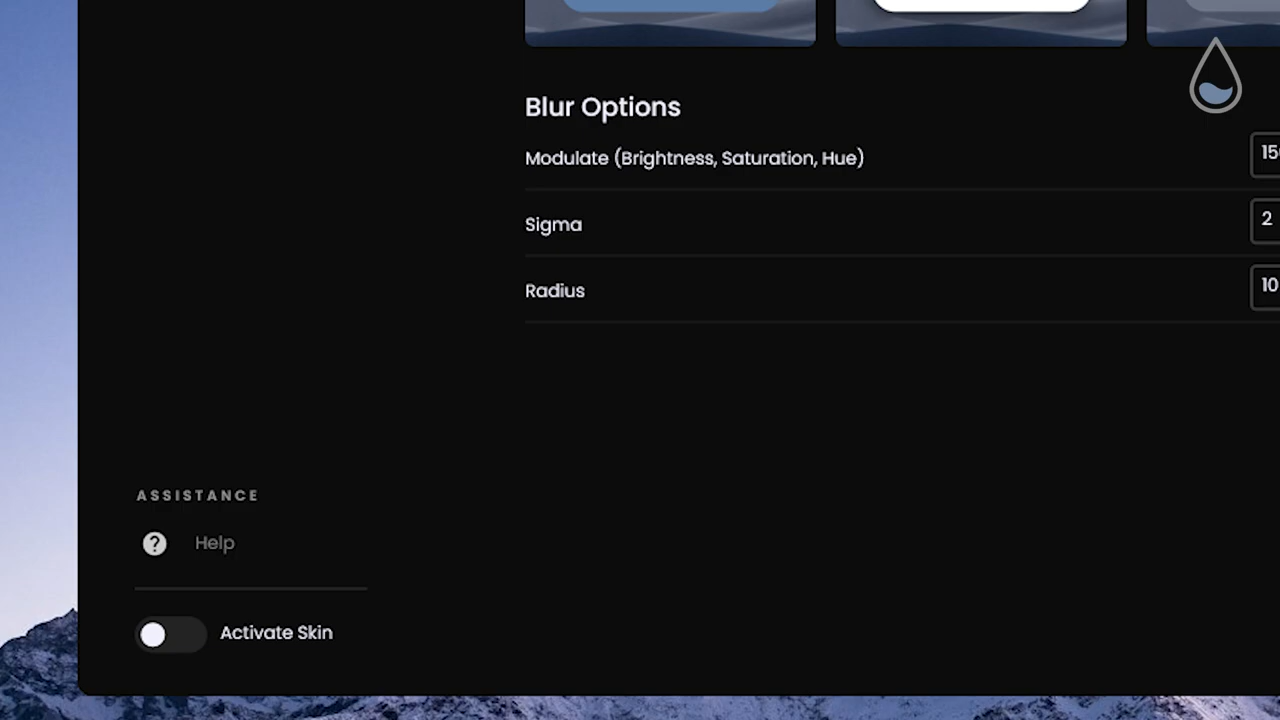 Blur Options
Modulate (Brightness, Saturation, Hue)
Sigma
2
Radius
10
ASSISTANCE
Help
Activate Skin